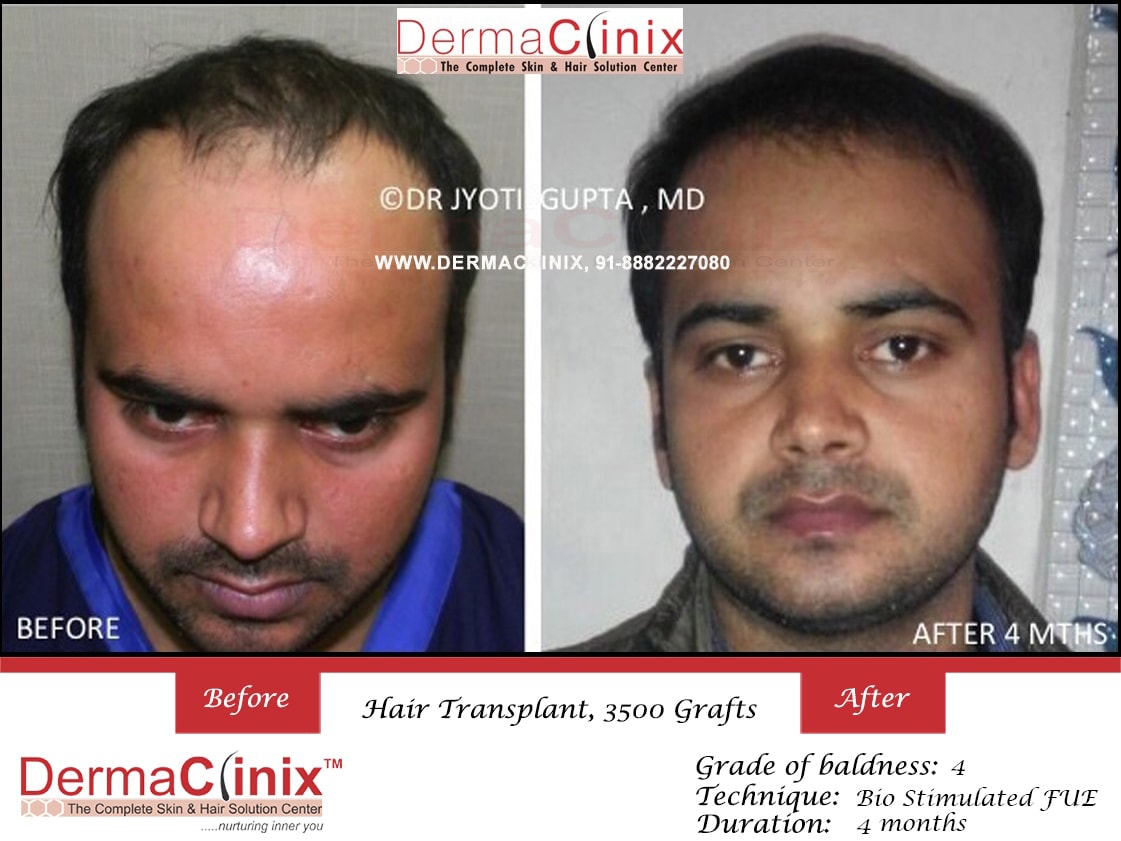 DermaClinix
The Complete Skin & Hair Solution Center
©DR JYOTI GUPTA , MD
WWW.DERMACLINIX, 91-8882227080
BEFORE
AFTER 4 MTHS
Before
Hair Transplant, 3500 Grafts
After
DermaClinix™
The Complete Skin & Hair Solution Center
.....nurturing inner you
Grade of baldness: 4
Technique: Bio Stimulated FUE
Duration: 4 months